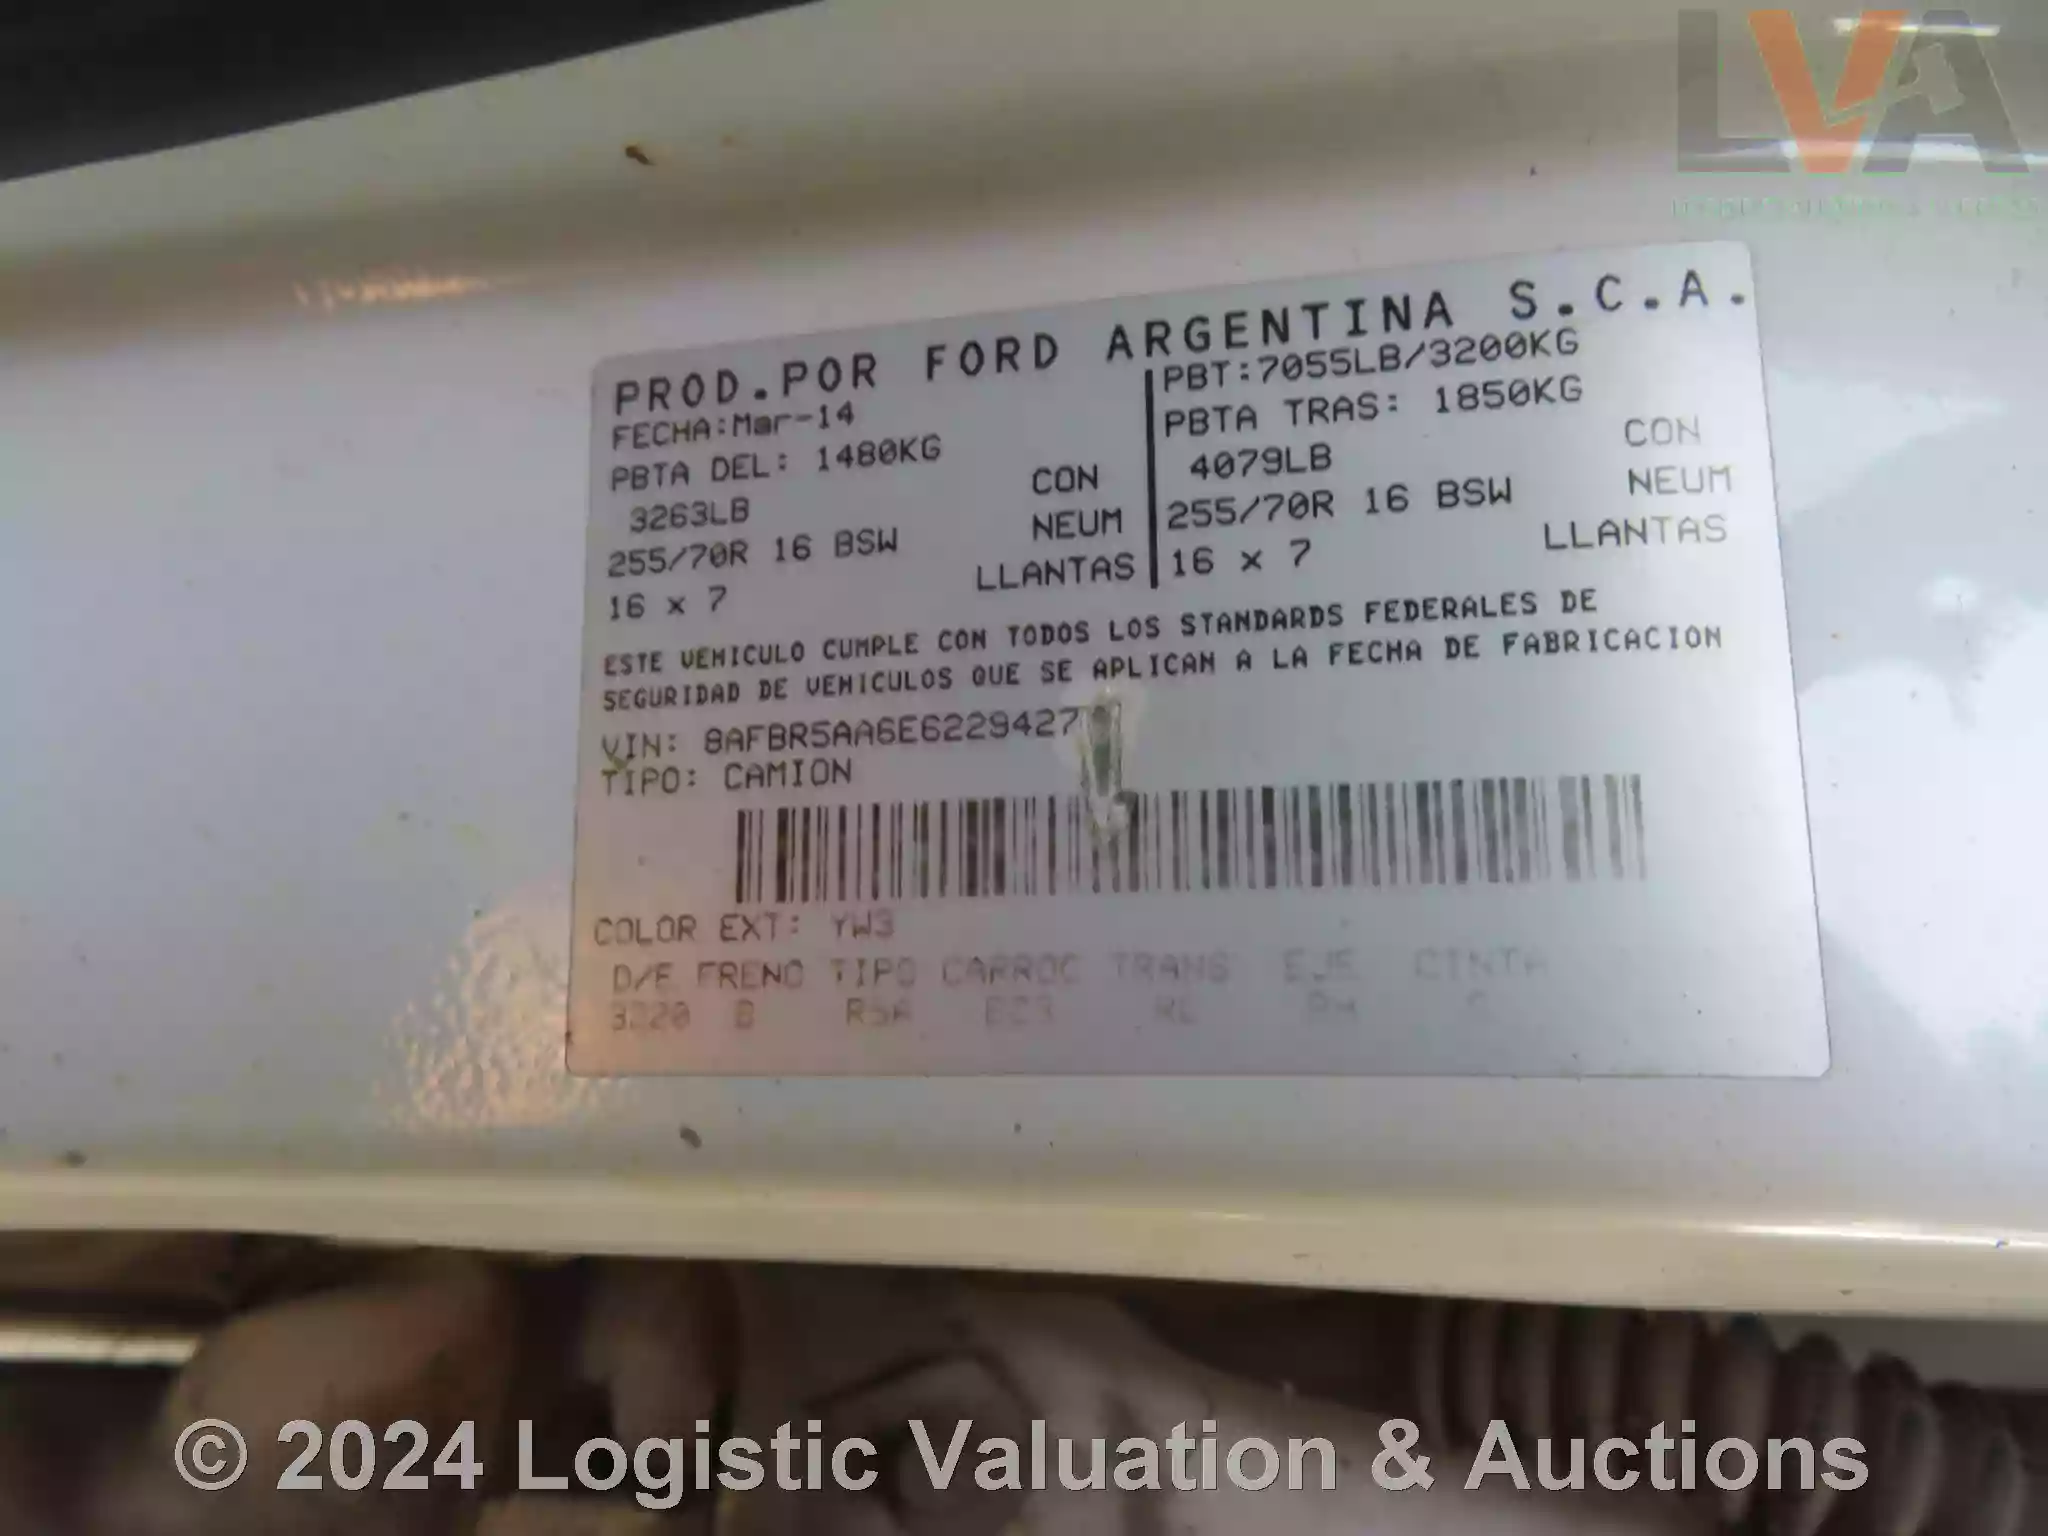 LVA
PROD.POR FORD ARGENTINA S.C.A.
FECHA:Mar-14
PBT:7055LB/3200KG
PBTA DEL: 1480KG
3263LB
CON
PBTA TRAS: 1850KG
4079LB
CON
255/70R 16 BSW
NEUM
255/70R 16 BSW
NEUM
16 x 7
LLANTAS
16 x 7
LLANTAS
ESTE VEHICULO CUMPLE CON TODOS LOS STANDARDS FEDERALES DE
SEGURIDAD DE VEHICULOS QUE SE APLICAN A LA FECHA DE FABRICACION
VIN: 8AFBR5AA6E6229427
TIPO: CAMION
COLOR EXT: YW3
D/E FRENO TIPO CARROC TRANS EJE CINTA
3220 B R5A
© 2024 Logistic Valuation & Auctions